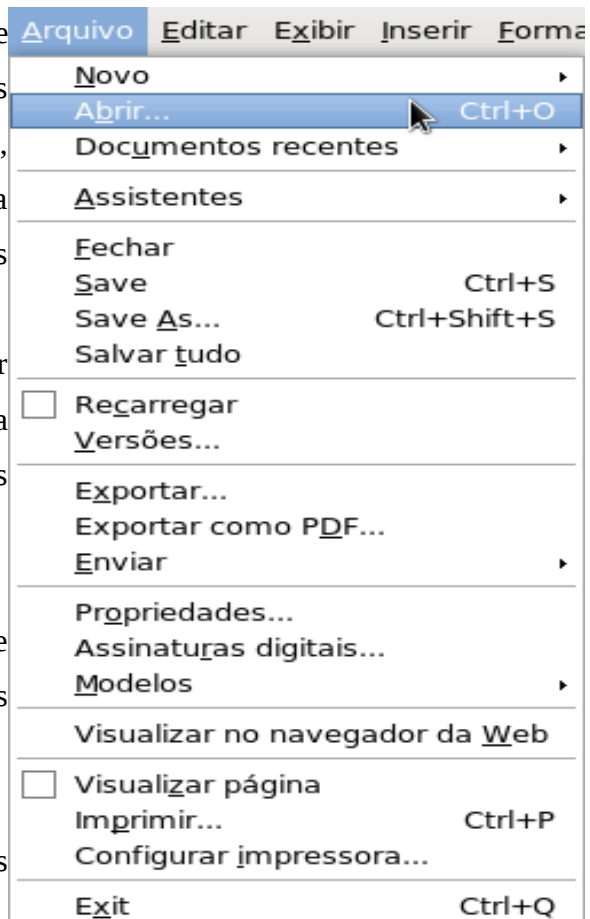 Arquivo Editar Exibir Inserir Forma
Novo
Abrir... Ctrl+O
Documentos recentes
Assistentes
Fechar
Save Ctrl+S
Save As... Ctrl+Shift+S
Salvar tudo
Recarregar
Versões...
Exportar...
Exportar como PDF...
Enviar
Propriedades...
Assinaturas digitais...
Modelos
Visualizar no navegador da Web
Visualizar página
Imprimir... Ctrl+P
Configurar impressora...
Exit Ctrl+Q